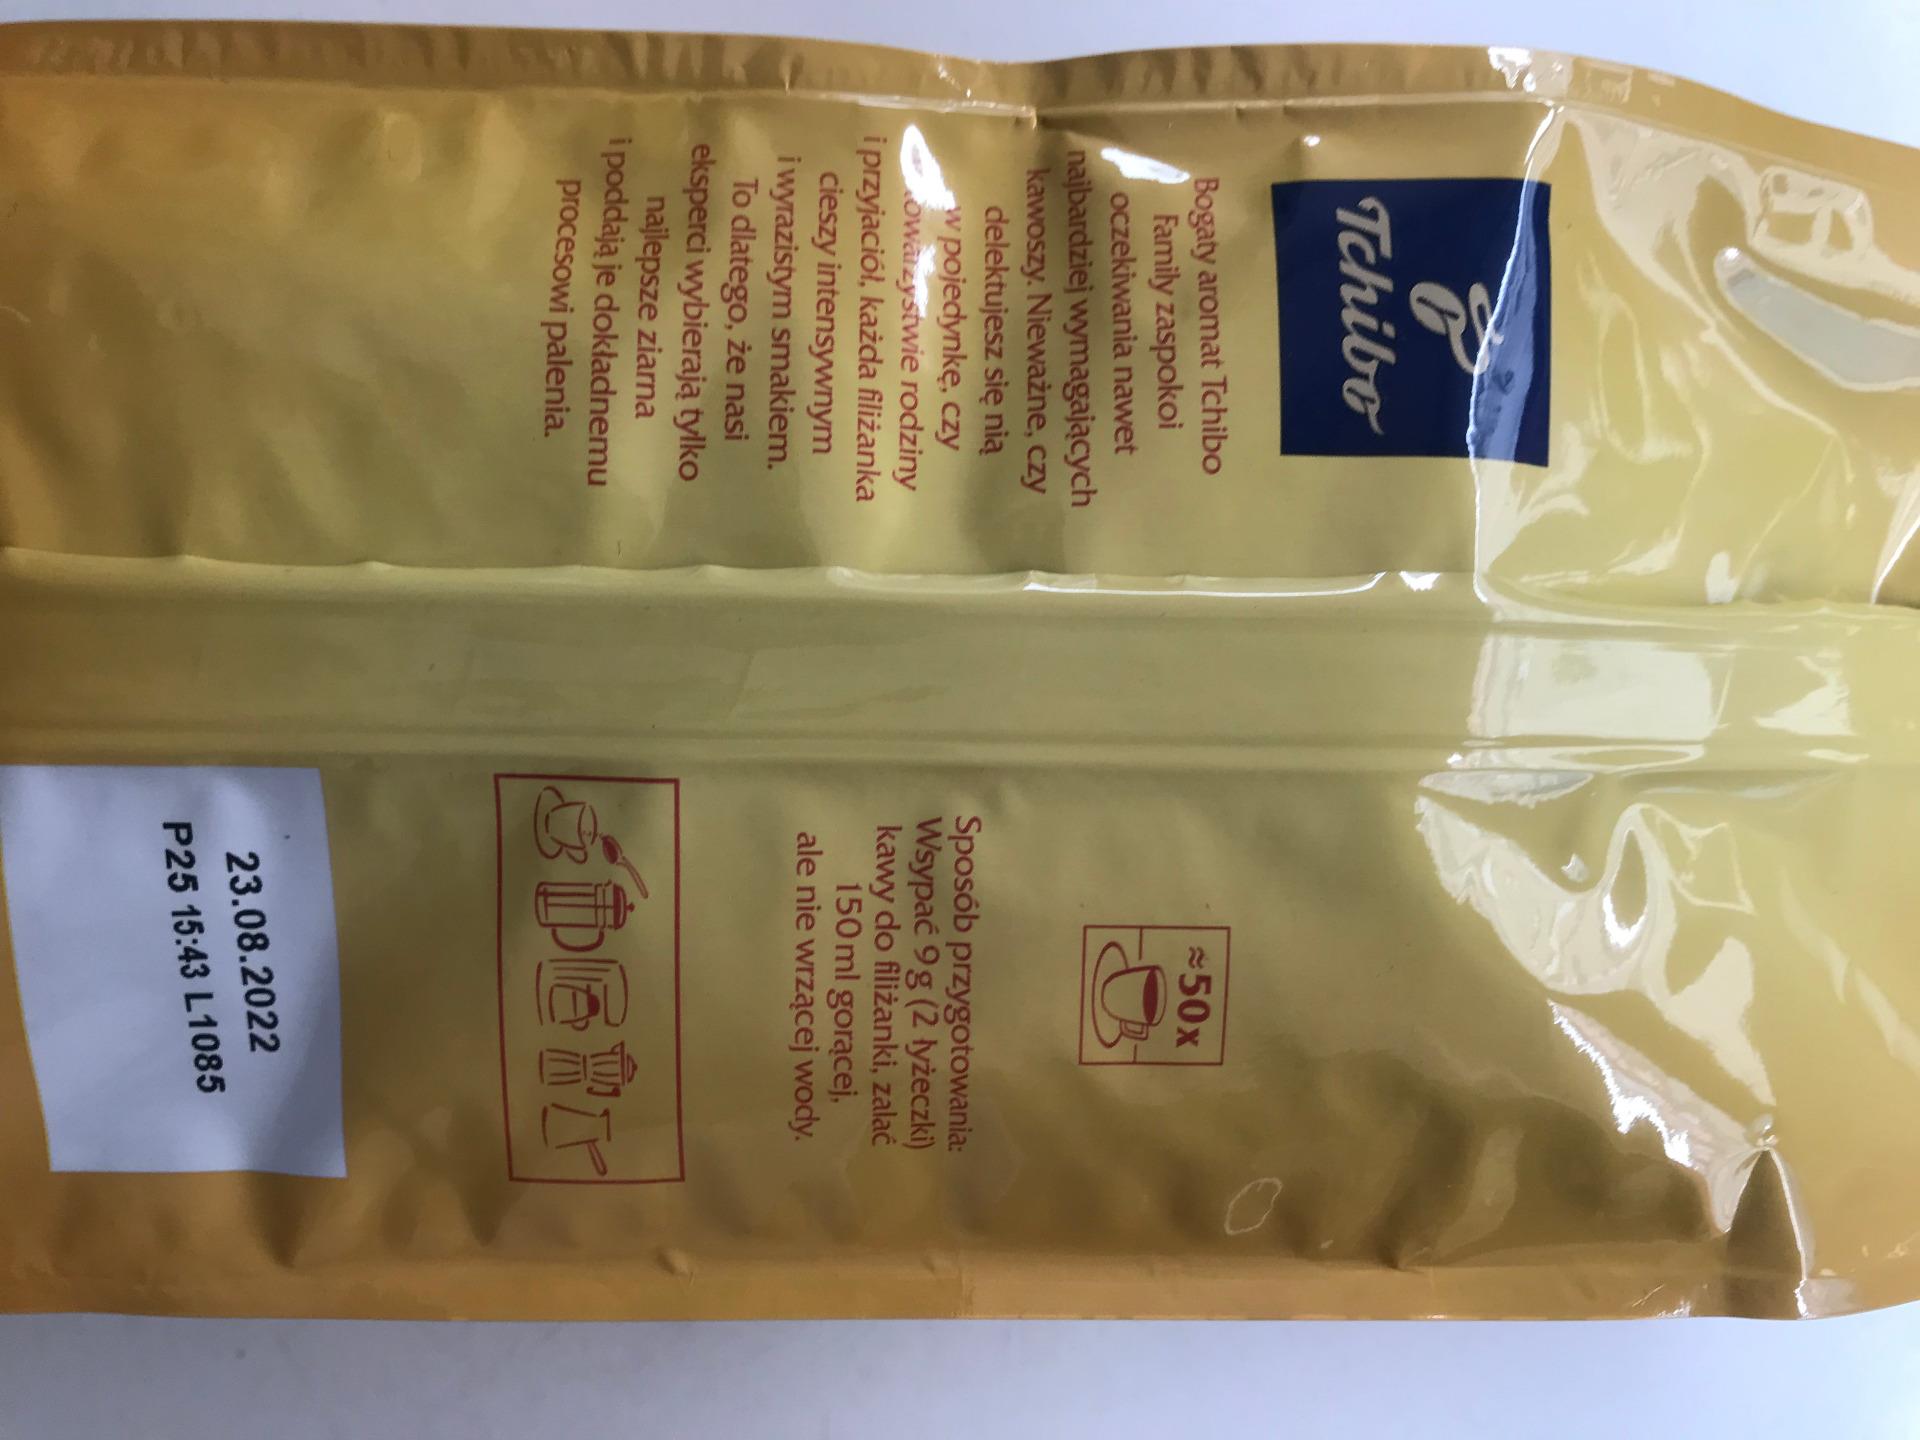 Tchibo
Bogaty aromat Tchibo
Family zaspokoi
oczekiwania nawet
najbardziej wymagających
kawoszy. Nieważne, czy
delektujesz się nią
w pojedynkę, czy
towarzystwie rodziny
i przyjaciół, każda filiżanka
cieszy intensywnym
i wyrazistym smakiem.
To dlatego, że nasi
eksperci wybierają tylko
najlepsze ziarna
i poddają je dokładnemu
procesowi palenia.
≈50x
Sposób przygotowania:
Wsypać 9 g (2 łyżeczki)
kawy do filiżanki, zalać
150 ml gorącej,
ale nie wrzącej wody.
23.08.2022
P25 15:43 L1085